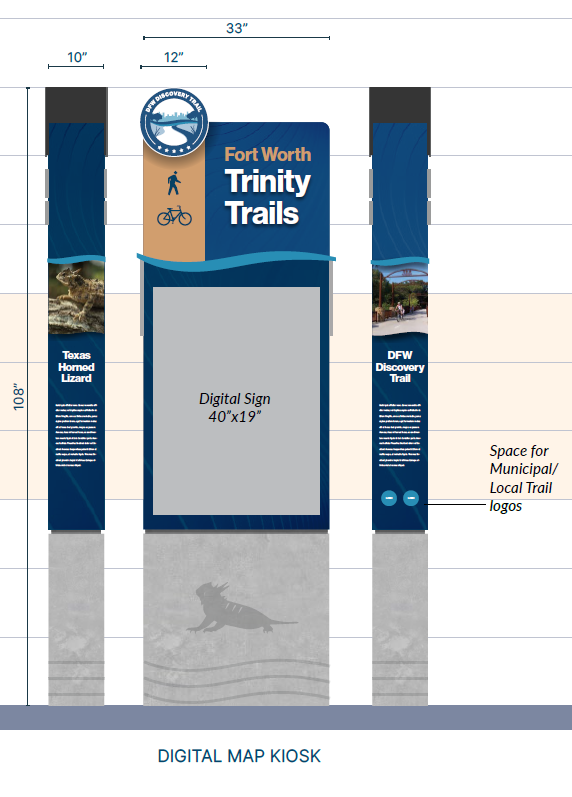 33”
10”
12”
DFW DISCOVERY TRAIL
Fort Worth
Trinity
Trails
Texas
Horned
Lizard
108”
Digital Sign
40”x19”
DFW
Discovery
Trail
Space for
Municipal/
Local Trail
logos
DIGITAL MAP KIOSK